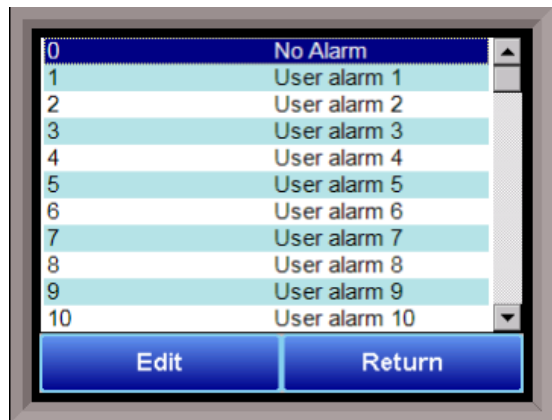 0 No Alarm
1 User alarm 1
2 User alarm 2
3 User alarm 3
4 User alarm 4
5 User alarm 5
6 User alarm 6
7 User alarm 7
8 User alarm 8
9 User alarm 9
10 User alarm 10
Edit Return